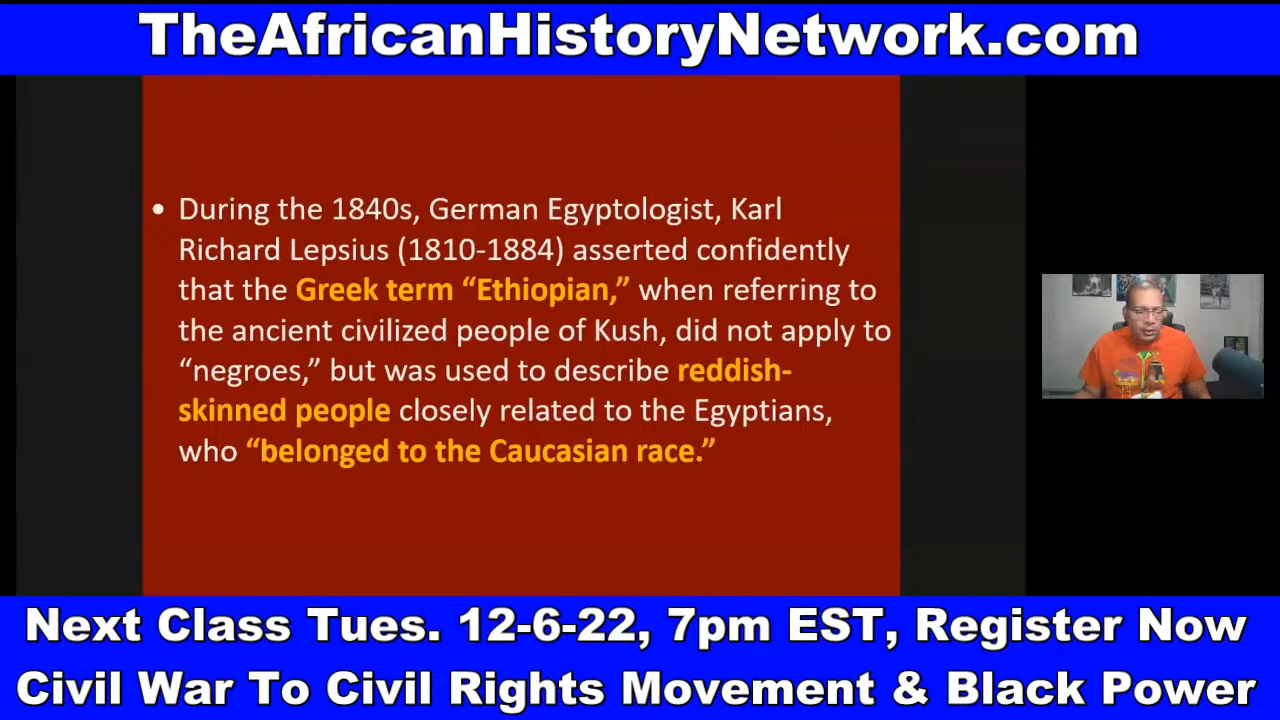 TheAfricanHistoryNetwork.com
• During the 1840s, German Egyptologist, Karl
Richard Lepsius (1810-1884) asserted confidently
that the Greek term “Ethiopian,” when referring to
the ancient civilized people of Kush, did not apply to
“negroes,” but was used to describe reddish-
skinned people closely related to the Egyptians,
who “belonged to the Caucasian race.”
Next Class Tues. 12-6-22, 7pm EST, Register Now
Civil War To Civil Rights Movement & Black Power